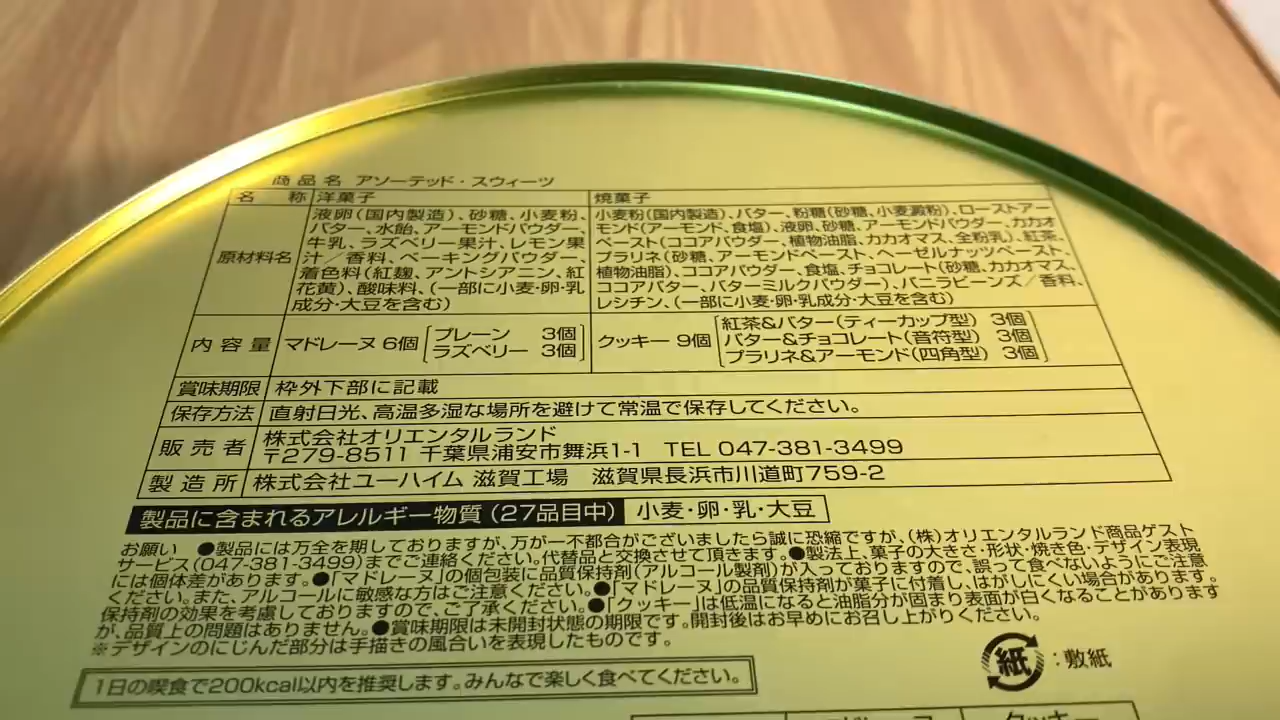 商品名 アソーテッド・スウィーツ
名称 洋菓子 焼菓子
原材料名
液卵(国内製造)、砂糖、小麦粉、
バター、水飴、アーモンドパウダー、
牛乳、ラズベリー果汁、レモン果
汁／香料、ベーキングパウダー、
着色料(紅麹、アントシアニン、紅
花黄)、酸味料、(一部に小麦・卵・乳
成分・大豆を含む)
小麦粉(国内製造)、バター、粉糖(砂糖、小麦澱粉)、ローストアー
モンド(アーモンド、食塩)、液卵、砂糖、アーモンドパウダー、カカオ
ペースト(ココアパウダー、植物油脂、カカオマス、全粉乳)、紅茶、
プラリネ(砂糖、アーモンドペースト、ヘーゼルナッツペースト、
植物油脂)、ココアパウダー、食塩、チョコレート(砂糖、カカオマス、
ココアバター、バターミルクパウダー)、バニラビーンズ／香料、
レシチン、(一部に小麦・卵・乳成分・大豆を含む)
内容量 マドレーヌ 6個
プレーン 3個
ラズベリー 3個
クッキー 9個
紅茶&バター(ティーカップ型) 3個
バター&チョコレート(音符型) 3個
プラリネ&アーモンド(四角型) 3個
賞味期限 枠外下部に記載
保存方法 直射日光、高温多湿な場所を避けて常温で保存してください。
販売者 株式会社オリエンタルランド
〒279-8511 千葉県浦安市舞浜1-1 TEL 047-381-3499
製造所 株式会社ユーハイム 滋賀工場 滋賀県長浜市川道町759-2
製品に含まれるアレルギー物質(27品目中) 小麦・卵・乳・大豆
お願い ●製品には万全を期しておりますが、万が一不都合がございましたら誠に恐縮ですが、(株)オリエンタルランド商品ゲスト
サービス(047-381-3499)までご連絡ください。代替品と交換させて頂きます。●製法上、菓子の大きさ・形状・焼き色・デザイン表現
には個体差があります。●「マドレーヌ」の個包装に品質保持剤(アルコール製剤)が入っておりますので、誤って食べないようにご注意
ください。また、アルコールに敏感な方はご注意ください。●「マドレーヌ」の品質保持剤が菓子に付着し、はがしにくい場合があります。
保持剤の効果を考慮しておりますので、ご了承ください。●「クッキー」は低温になると油脂分が固まり表面が白くなることがあります
が、品質上の問題はありません。●賞味期限は未開封状態の期限です。開封後はお早めにお召し上がりください。
※デザインのにじんだ部分は手描きの風合いを表現したものです。
紙 :敷紙
1日の喫食で200kcal以内を推奨します。みんなで楽しく食べてください。